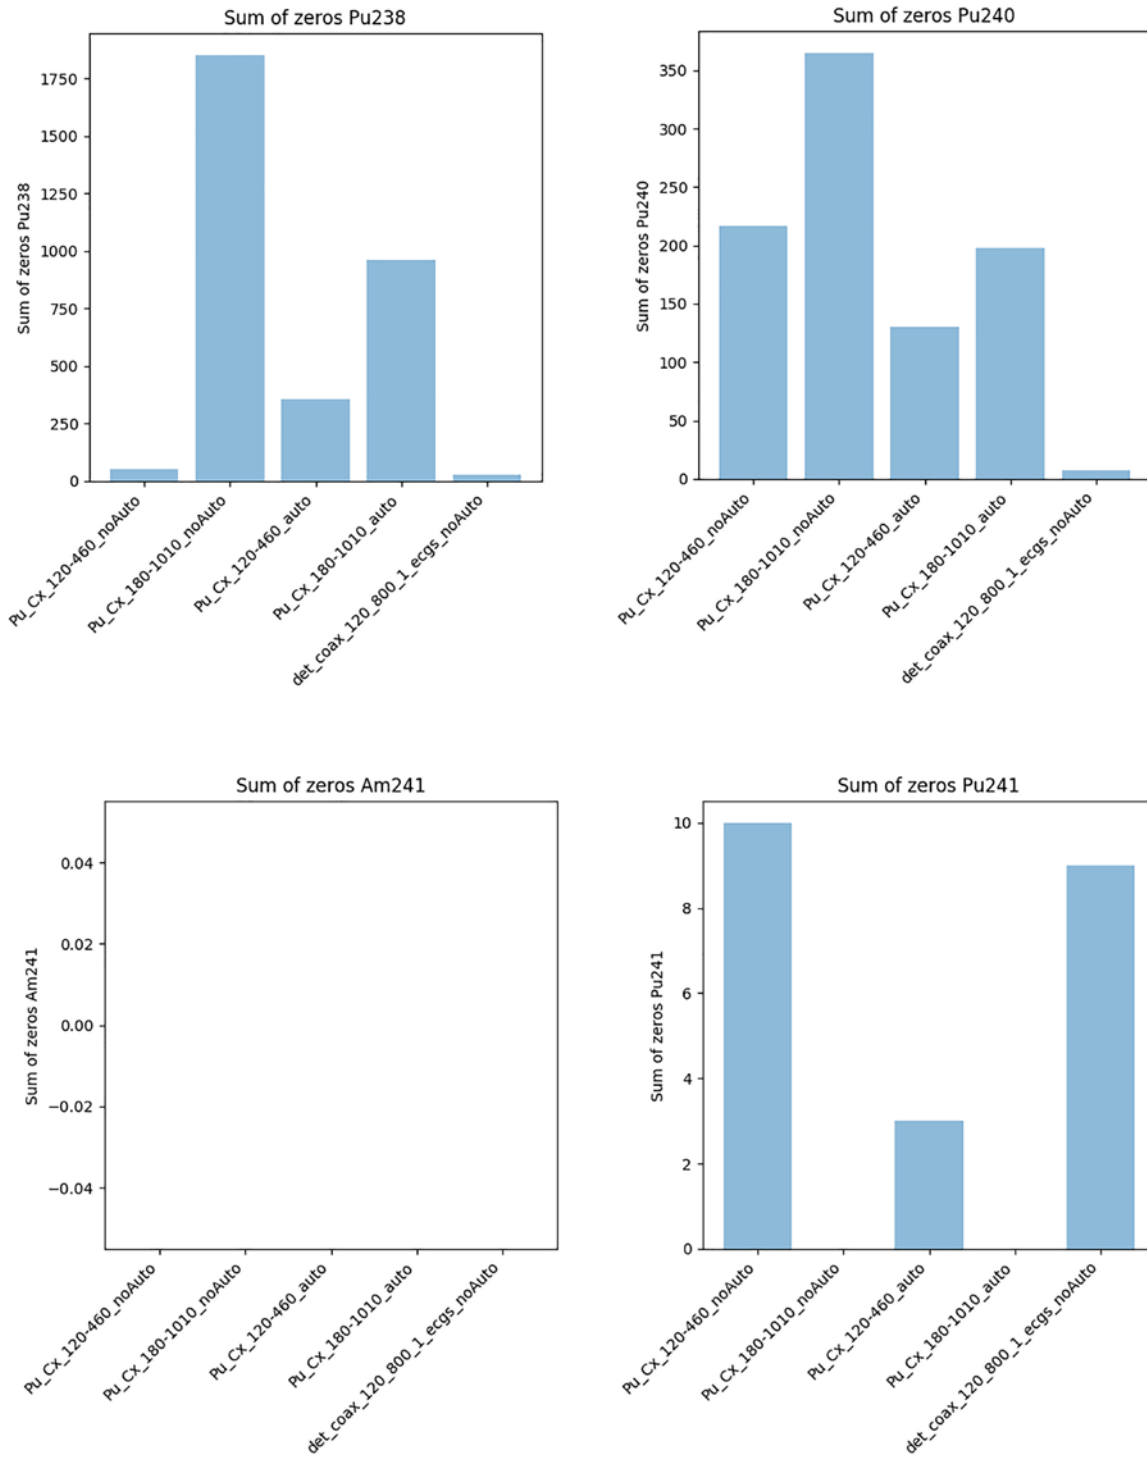 Sum of zeros Pu238
Sum of zeros Pu238
1750
1500
1250
1000
750
500
250
0
Pu_Cx_120-460_noAuto
Pu_Cx_180-1010_noAuto
Pu_Cx_120-460_auto
Pu_Cx_180-1010_auto
det_coax_120_800_1_ecgs_noAuto
Sum of zeros Pu240
Sum of zeros Pu240
350
300
250
200
150
100
50
0
Pu_Cx_120-460_noAuto
Pu_Cx_180-1010_noAuto
Pu_Cx_120-460_auto
Pu_Cx_180-1010_auto
det_coax_120_800_1_ecgs_noAuto
Sum of zeros Am241
Sum of zeros Am241
0.04
0.02
0.00
−0.02
−0.04
Pu_Cx_120-460_noAuto
Pu_Cx_180-1010_noAuto
Pu_Cx_120-460_auto
Pu_Cx_180-1010_auto
det_coax_120_800_1_ecgs_noAuto
Sum of zeros Pu241
Sum of zeros Pu241
10
8
6
4
2
0
Pu_Cx_120-460_noAuto
Pu_Cx_180-1010_noAuto
Pu_Cx_120-460_auto
Pu_Cx_180-1010_auto
det_coax_120_800_1_ecgs_noAuto